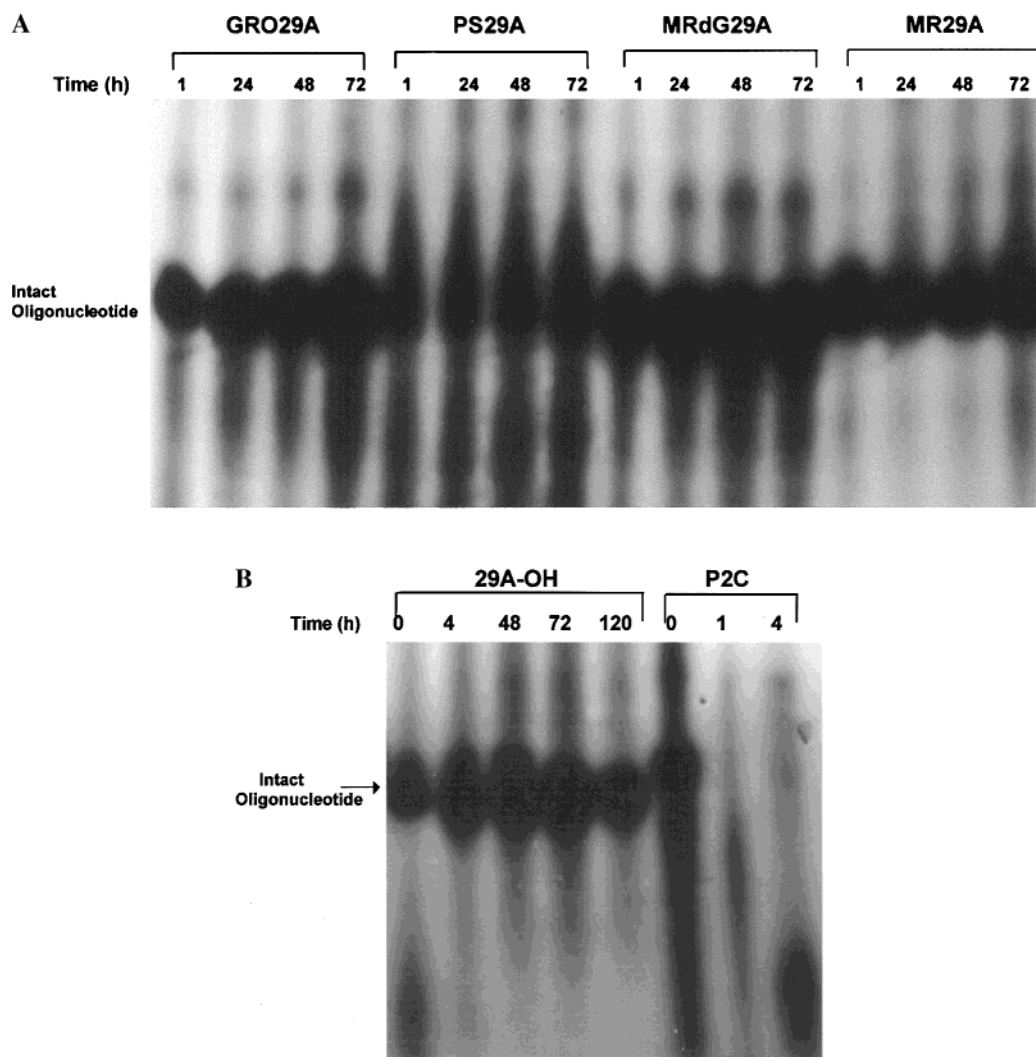 A
GRO29A PS29A MRdG29A MR29A
Time (h) 1 24 48 72 1 24 48 72 1 24 48 72 1 24 48 72
Intact
Oligonucleotide
B
29A-OH P2C
Time (h) 0 4 48 72 120 0 1 4
Intact
Oligonucleotide